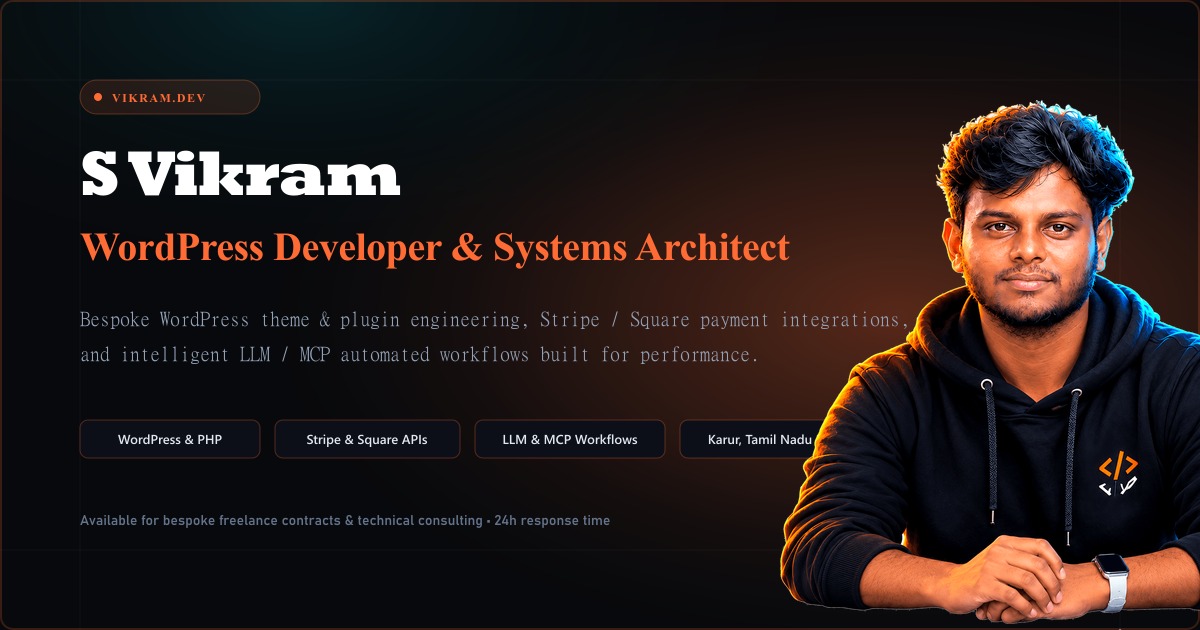 VIKRAM.DEV
S Vikram
WordPress Developer & Systems Architect
Bespoke WordPress theme & plugin engineering, Stripe / Square payment integrations,
and intelligent LLM / MCP automated workflows built for performance.
WordPress & PHP
Stripe & Square APIs
LLM & MCP Workflows
Karur, Tamil Nadu
Available for bespoke freelance contracts & technical consulting • 24h response time